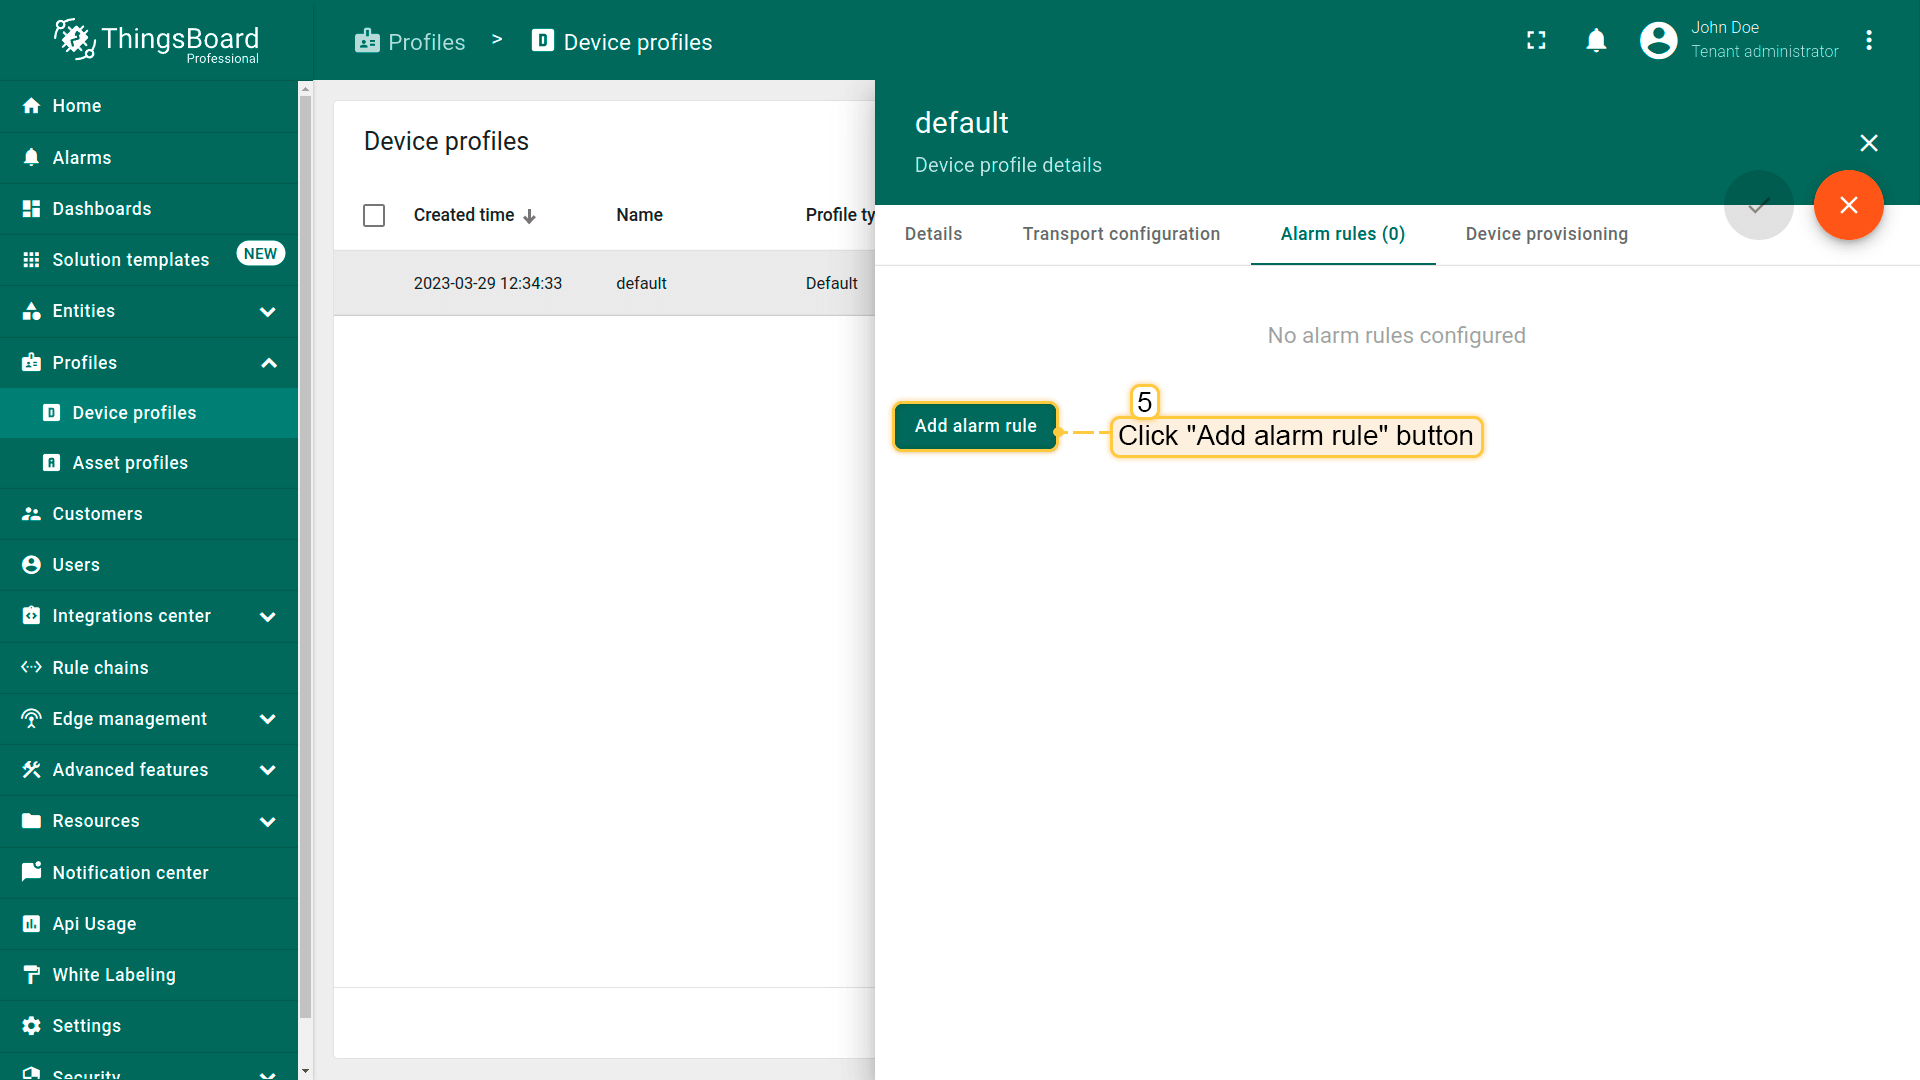 ThingsBoard
Professional
Profiles > Device profiles
John Doe
Tenant administrator
Home
Alarms
Dashboards
Solution templates NEW
Entities
Profiles
Device profiles
Asset profiles
Customers
Users
Integrations center
Rule chains
Edge management
Advanced features
Resources
Notification center
Api Usage
White Labeling
Settings
Security
Device profiles
Created time Name Profile ty
2023-03-29 12:34:33 default Default
default
Device profile details
Details Transport configuration Alarm rules (0) Device provisioning
No alarm rules configured
5
Add alarm rule Click "Add alarm rule" button